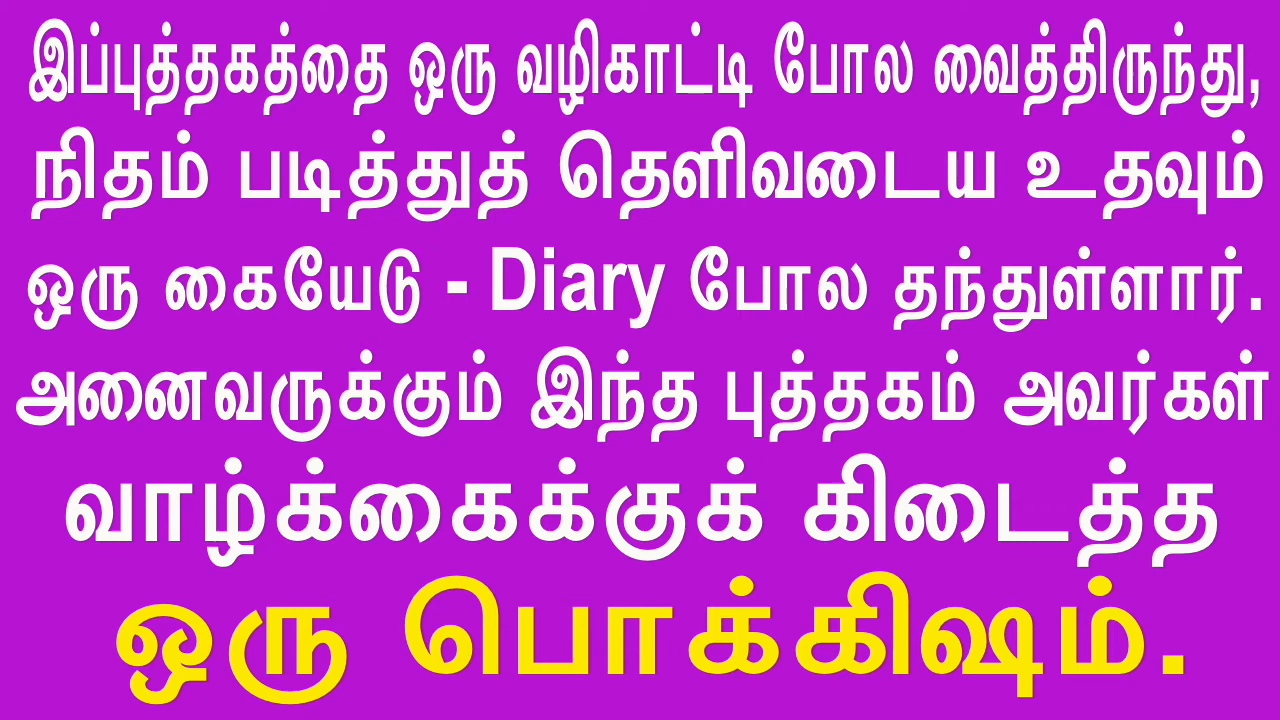 இப்புத்தகத்தை ஒரு வழிகாட்டி போல வைத்திருந்து,
நிதம் படித்துத் தெளிவடைய உதவும்
ஒரு கையேடு - Diary போல தந்துள்ளார்.
அனைவருக்கும் இந்த புத்தகம் அவர்கள்
வாழ்க்கைக்குக் கிடைத்த
ஒரு பொக்கிஷம்.